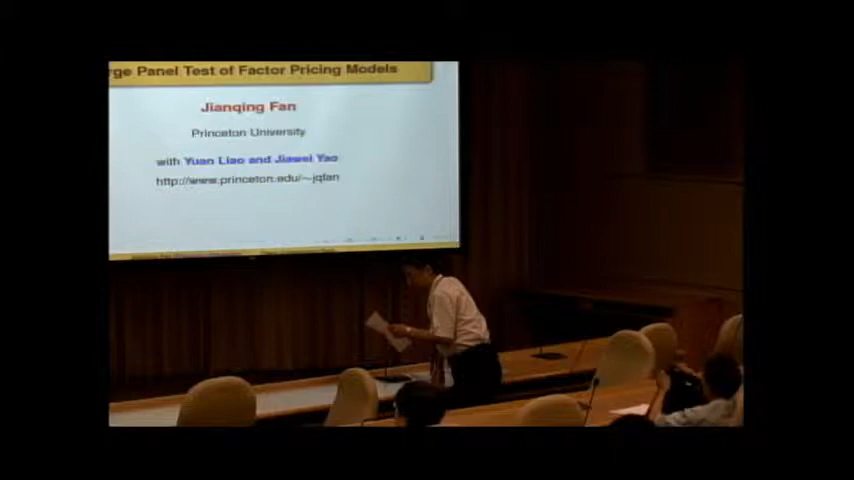 rge Panel Test of Factor Pricing Models
Jianqing Fan
Princeton University
with Yuan Liao and Jiawei Yao
http://www.princeton.edu/~jqfan